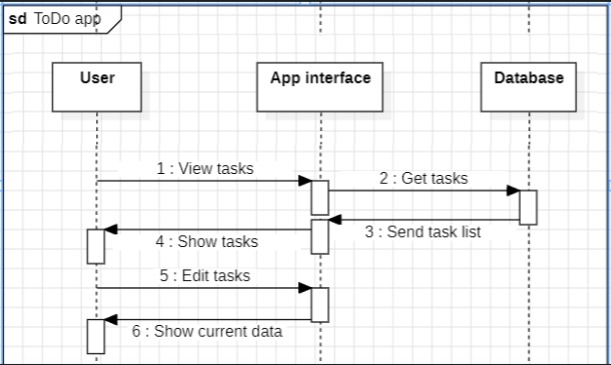 sd ToDo app
User
App interface
Database
1 : View tasks
2 : Get tasks
3 : Send task list
4 : Show tasks
5 : Edit tasks
6 : Show current data